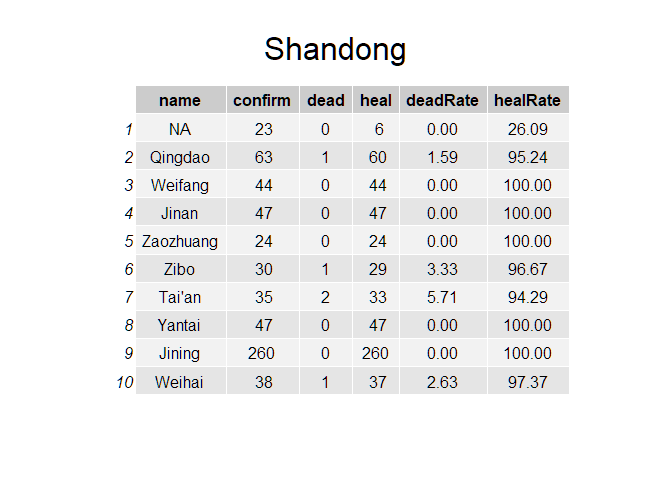 Shandong
name confirm dead heal deadRate healRate
1 NA 23 0 6 0.00 26.09
2 Qingdao 63 1 60 1.59 95.24
3 Weifang 44 0 44 0.00 100.00
4 Jinan 47 0 47 0.00 100.00
5 Zaozhuang 24 0 24 0.00 100.00
6 Zibo 30 1 29 3.33 96.67
7 Tai'an 35 2 33 5.71 94.29
8 Yantai 47 0 47 0.00 100.00
9 Jining 260 0 260 0.00 100.00
10 Weihai 38 1 37 2.63 97.37